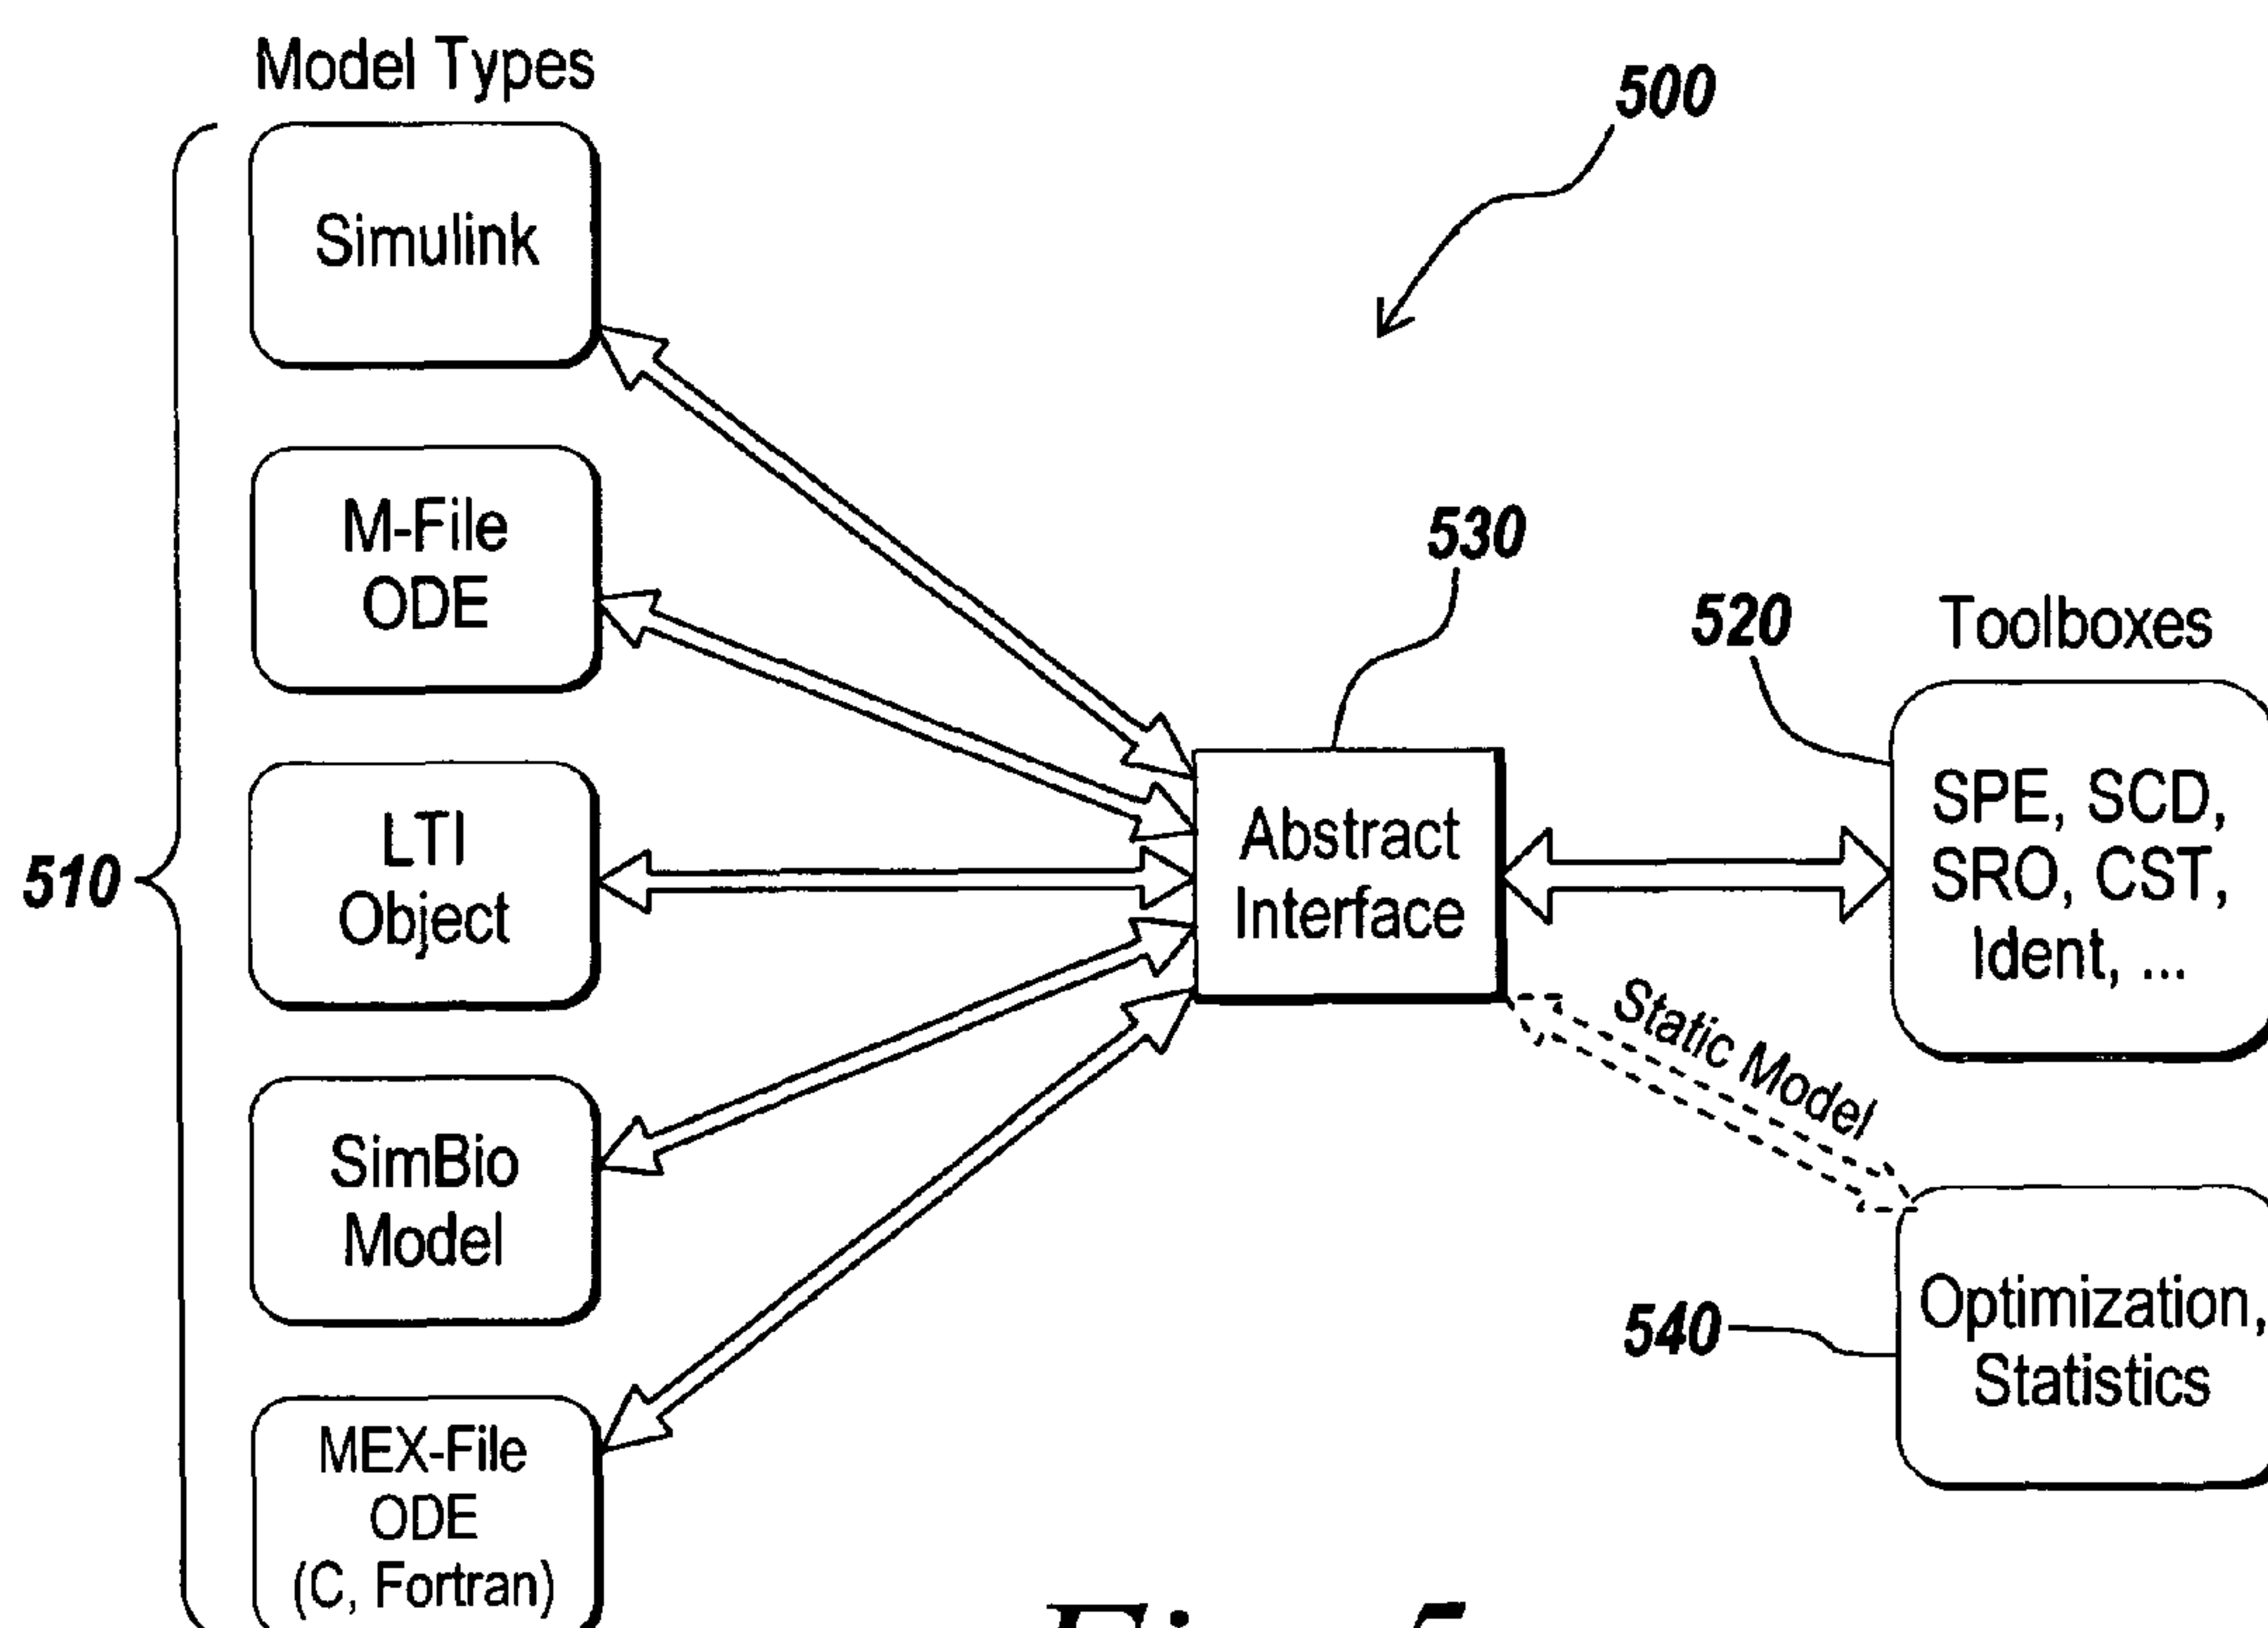 Model Types
500
Simulink
M-File
ODE
530
520
Toolboxes
LTI
Object
510
Abstract
Interface
SPE, SCD,
SRO, CST,
Ident, ...
Static Model
SimBio
Model
540
Optimization,
Statistics
MEX-File
ODE
(C, Fortran)